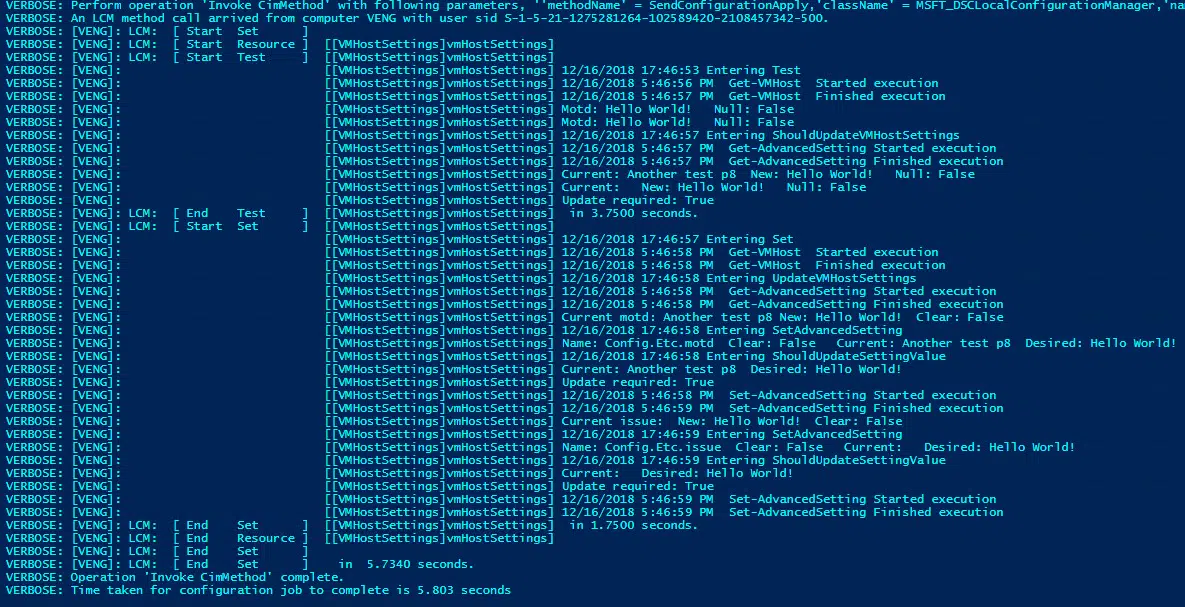 VERBOSE: Perform operation 'Invoke CimMethod' with following parameters, ''methodName' = SendConfigurationApply,'className' = MSFT_DSCLocalConfigurationManager,'na
VERBOSE: An LCM method call arrived from computer VENG with user sid S-1-5-21-1275281264-102589420-2108457342-500.
VERBOSE: [VENG]: LCM:  [ Start  Set      ]
VERBOSE: [VENG]: LCM:  [ Start  Resource ]  [[VMHostSettings]vmHostSettings]
VERBOSE: [VENG]: LCM:  [ Start  Test     ]  [[VMHostSettings]vmHostSettings]
VERBOSE: [VENG]:                            [[VMHostSettings]vmHostSettings] 12/16/2018 17:46:53 Entering Test
VERBOSE: [VENG]:                            [[VMHostSettings]vmHostSettings] 12/16/2018 5:46:56 PM  Get-VMHost  Started execution
VERBOSE: [VENG]:                            [[VMHostSettings]vmHostSettings] 12/16/2018 5:46:57 PM  Get-VMHost  Finished execution
VERBOSE: [VENG]:                            [[VMHostSettings]vmHostSettings] Motd: Hello World!   Null: False
VERBOSE: [VENG]:                            [[VMHostSettings]vmHostSettings] Motd: Hello World!   Null: False
VERBOSE: [VENG]:                            [[VMHostSettings]vmHostSettings] 12/16/2018 17:46:57 Entering ShouldUpdateVMHostSettings
VERBOSE: [VENG]:                            [[VMHostSettings]vmHostSettings] 12/16/2018 5:46:57 PM  Get-AdvancedSetting Started execution
VERBOSE: [VENG]:                            [[VMHostSettings]vmHostSettings] 12/16/2018 5:46:57 PM  Get-AdvancedSetting Finished execution
VERBOSE: [VENG]:                            [[VMHostSettings]vmHostSettings] Current: Another test p8  New: Hello World!   Null: False
VERBOSE: [VENG]:                            [[VMHostSettings]vmHostSettings] Current:   New: Hello World!   Null: False
VERBOSE: [VENG]:                            [[VMHostSettings]vmHostSettings] Update required: True
VERBOSE: [VENG]: LCM:  [ End    Test     ]  [[VMHostSettings]vmHostSettings]  in 3.7500 seconds.
VERBOSE: [VENG]: LCM:  [ Start  Set      ]  [[VMHostSettings]vmHostSettings]
VERBOSE: [VENG]:                            [[VMHostSettings]vmHostSettings] 12/16/2018 17:46:57 Entering Set
VERBOSE: [VENG]:                            [[VMHostSettings]vmHostSettings] 12/16/2018 5:46:58 PM  Get-VMHost  Started execution
VERBOSE: [VENG]:                            [[VMHostSettings]vmHostSettings] 12/16/2018 5:46:58 PM  Get-VMHost  Finished execution
VERBOSE: [VENG]:                            [[VMHostSettings]vmHostSettings] 12/16/2018 17:46:58 Entering UpdateVMHostSettings
VERBOSE: [VENG]:                            [[VMHostSettings]vmHostSettings] 12/16/2018 5:46:58 PM  Get-AdvancedSetting Started execution
VERBOSE: [VENG]:                            [[VMHostSettings]vmHostSettings] 12/16/2018 5:46:58 PM  Get-AdvancedSetting Finished execution
VERBOSE: [VENG]:                            [[VMHostSettings]vmHostSettings] Current motd: Another test p8 New: Hello World!  Clear: False
VERBOSE: [VENG]:                            [[VMHostSettings]vmHostSettings] 12/16/2018 17:46:58 Entering SetAdvancedSetting
VERBOSE: [VENG]:                            [[VMHostSettings]vmHostSettings] Name: Config.Etc.motd  Clear: False   Current: Another test p8  Desired: Hello World!
VERBOSE: [VENG]:                            [[VMHostSettings]vmHostSettings] 12/16/2018 17:46:58 Entering ShouldUpdateSettingValue
VERBOSE: [VENG]:                            [[VMHostSettings]vmHostSettings] Current: Another test p8  Desired: Hello World!
VERBOSE: [VENG]:                            [[VMHostSettings]vmHostSettings] Update required: True
VERBOSE: [VENG]:                            [[VMHostSettings]vmHostSettings] 12/16/2018 5:46:58 PM  Set-AdvancedSetting Started execution
VERBOSE: [VENG]:                            [[VMHostSettings]vmHostSettings] 12/16/2018 5:46:59 PM  Set-AdvancedSetting Finished execution
VERBOSE: [VENG]:                            [[VMHostSettings]vmHostSettings] Current issue:  New: Hello World!  Clear: False
VERBOSE: [VENG]:                            [[VMHostSettings]vmHostSettings] 12/16/2018 17:46:59 Entering SetAdvancedSetting
VERBOSE: [VENG]:                            [[VMHostSettings]vmHostSettings] Name: Config.Etc.issue  Clear: False   Current:   Desired: Hello World!
VERBOSE: [VENG]:                            [[VMHostSettings]vmHostSettings] 12/16/2018 17:46:59 Entering ShouldUpdateSettingValue
VERBOSE: [VENG]:                            [[VMHostSettings]vmHostSettings] Current:   Desired: Hello World!
VERBOSE: [VENG]:                            [[VMHostSettings]vmHostSettings] Update required: True
VERBOSE: [VENG]:                            [[VMHostSettings]vmHostSettings] 12/16/2018 5:46:59 PM  Set-AdvancedSetting Started execution
VERBOSE: [VENG]:                            [[VMHostSettings]vmHostSettings] 12/16/2018 5:46:59 PM  Set-AdvancedSetting Finished execution
VERBOSE: [VENG]: LCM:  [ End    Set      ]  [[VMHostSettings]vmHostSettings]  in 1.7500 seconds.
VERBOSE: [VENG]: LCM:  [ End    Resource ]  [[VMHostSettings]vmHostSettings]
VERBOSE: [VENG]: LCM:  [ End    Set      ]
VERBOSE: [VENG]: LCM:  [ End    Set      ]    in  5.7340 seconds.
VERBOSE: Operation 'Invoke CimMethod' complete.
VERBOSE: Time taken for configuration job to complete is 5.803 seconds